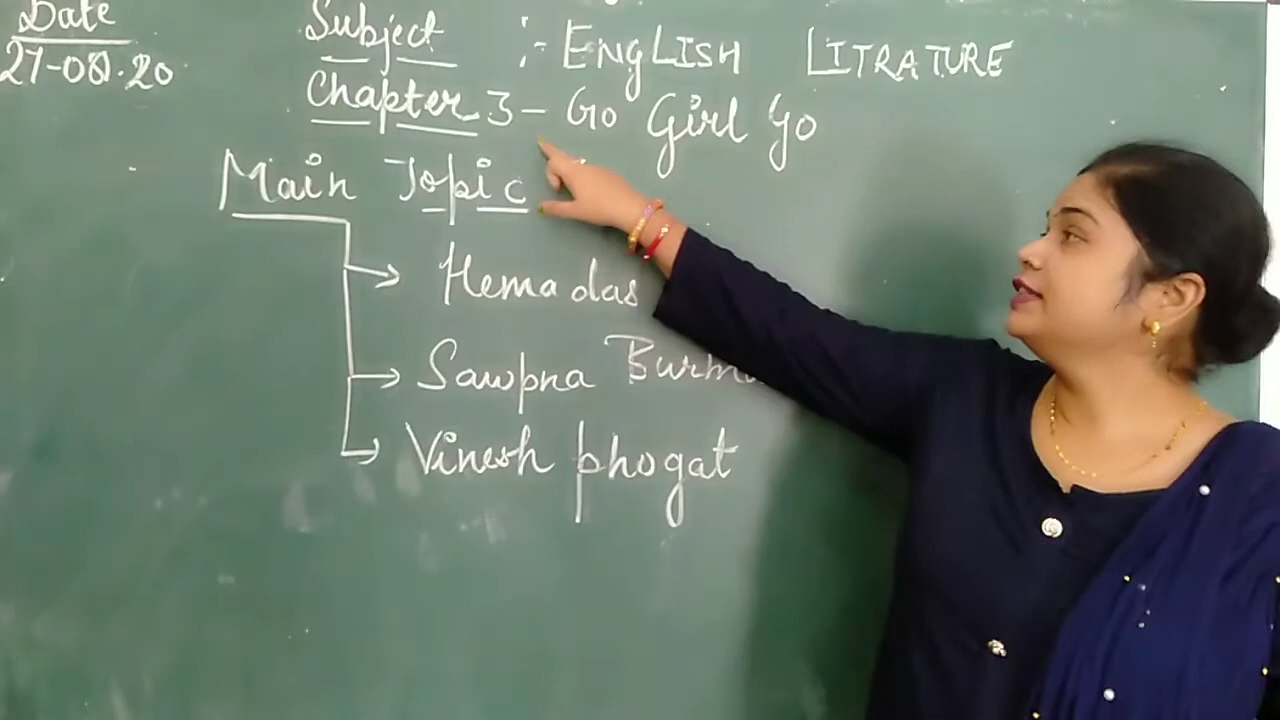 Date
27-08.20
Subject :- ENGLISH LITRATURE
Chapter 3 - Go Girl Go
Main Topic
Hema das
Sawpna
Vinesh phogat